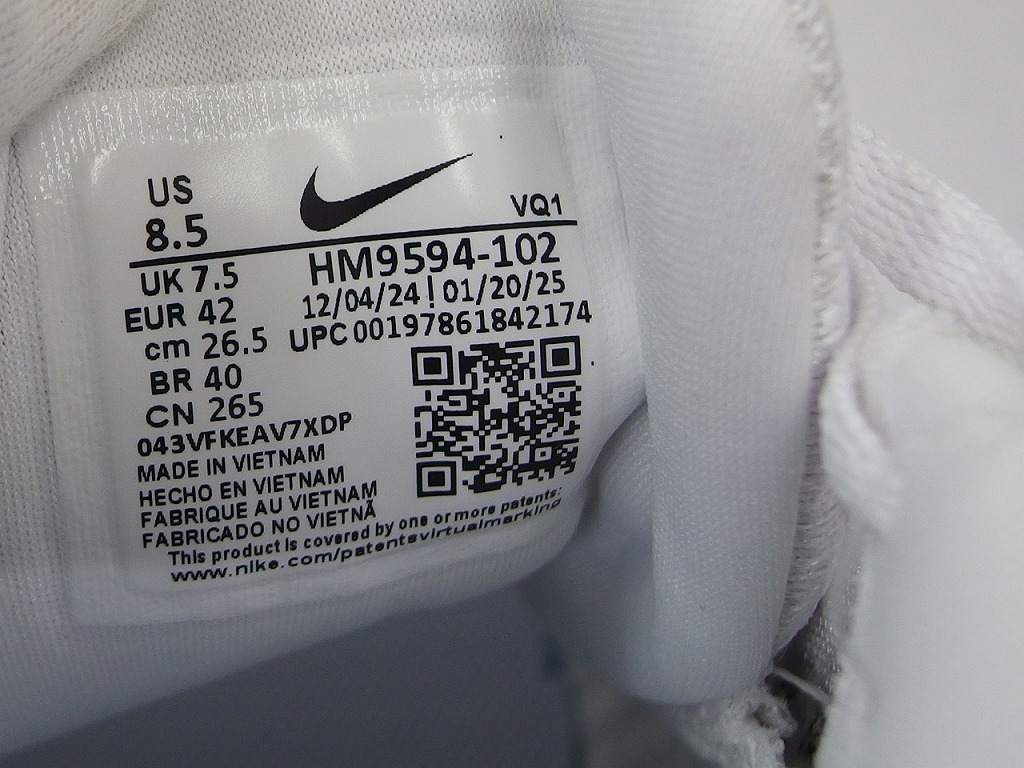 US
8.5
VQ1
UK 7.5
HM9594-102
EUR 42
12/04/24 | 01/20/25
cm 26.5
UPC 00197861842174
BR 40
CN 265
043VFKEAV7XDP
MADE IN VIETNAM
HECHO EN VIETNAM
FABRIQUE AU VIETNAM
FABRICADO NO VIETNÃ
This product is covered by one or more patents:
www.nike.com/patentsvirtualmarking